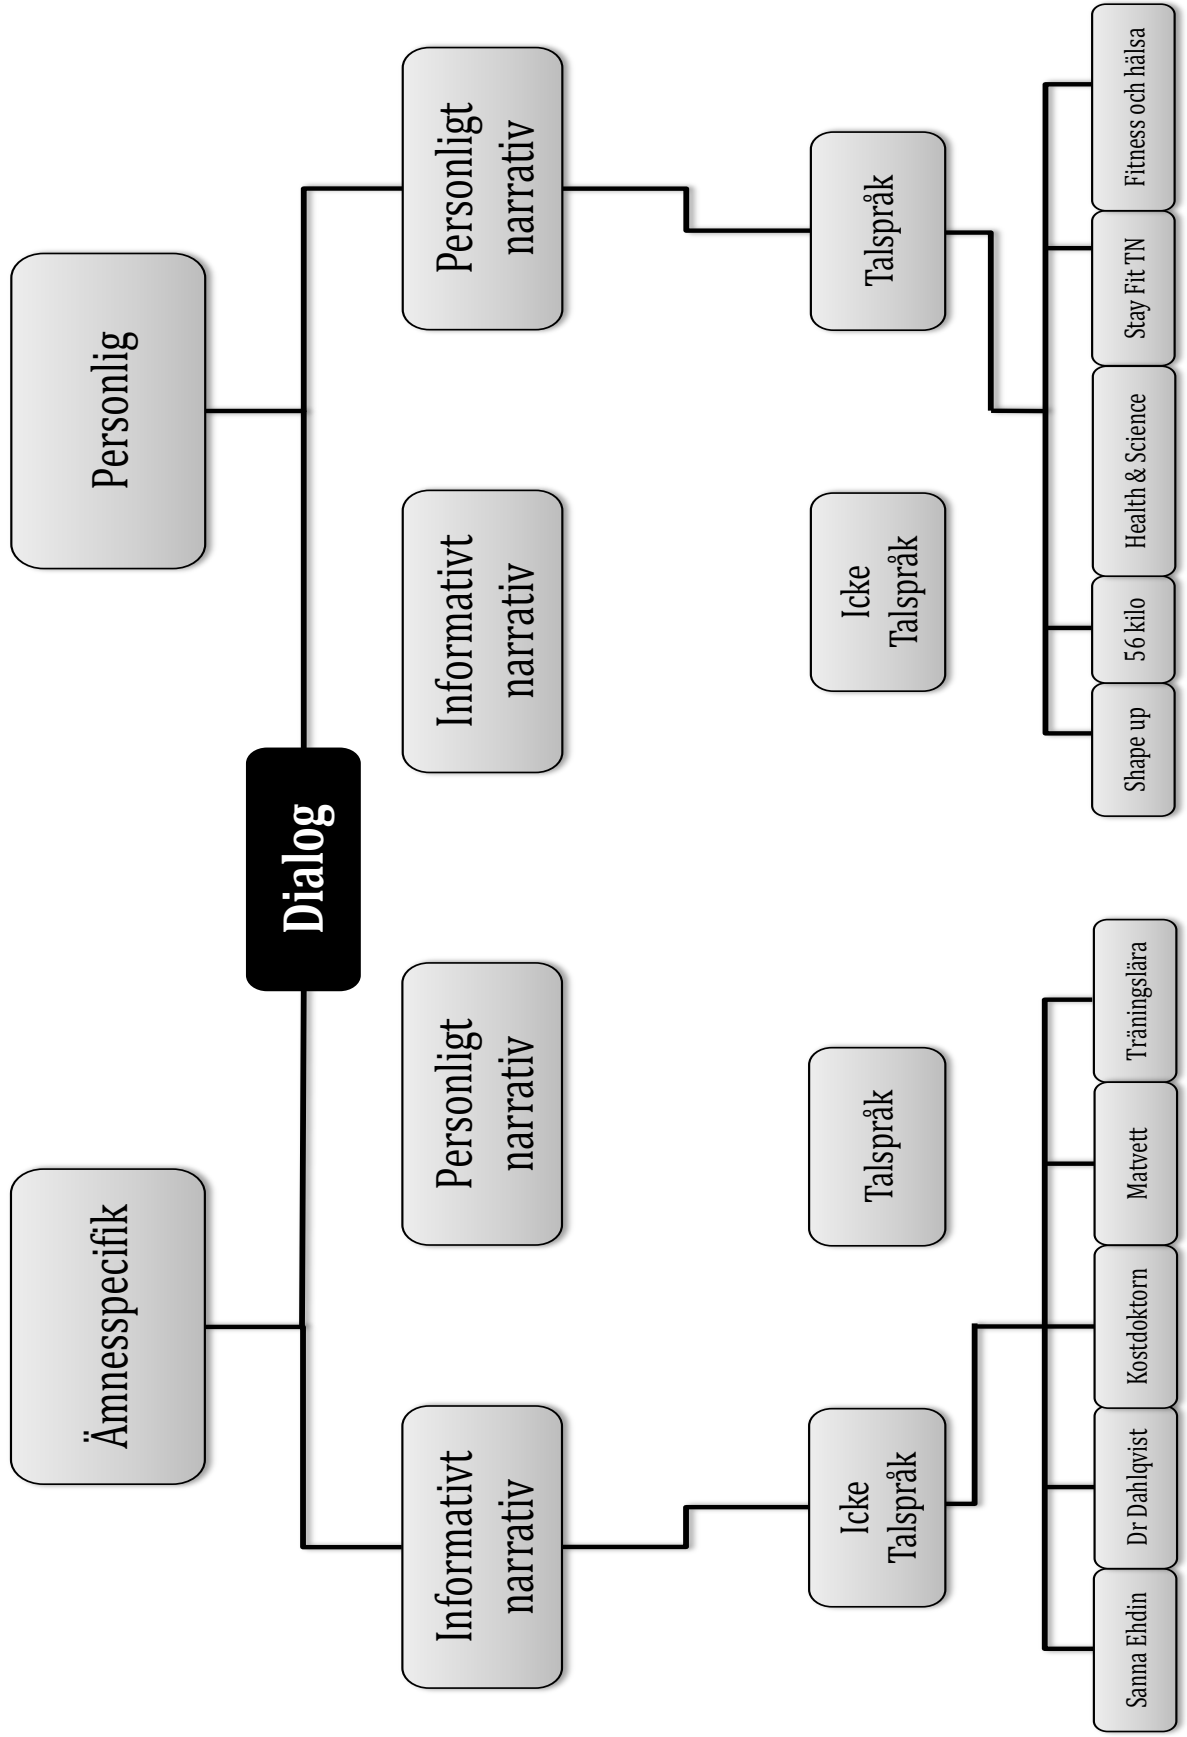 Ämnesspecifik
Personlig
Dialog
Informativt
narrativ
Personligt
narrativ
Informativt
narrativ
Personligt
narrativ
Icke
Talspråk
Talspråk
Icke
Talspråk
Talspråk
Sanna Ehdin
Dr Dahlqvist
Kostdoktorn
Matvett
Träningslära
Shape up
56 kilo
Health & Science
Stay Fit TN
Fitness och hälsa